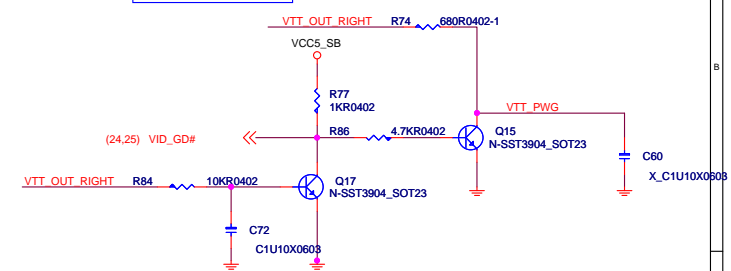 VTT_OUT_RIGHT R74 680R0402-1
VCC5_SB
B
R77
1KR0402
VTT_PWG
(24,25) VID_GD# R86 4.7KR0402 Q15
N-SST3904_SOT23
C60
X_C1U10X0603
VTT_OUT_RIGHT R84 10KR0402 Q17
N-SST3904_SOT23
C72
C1U10X0603